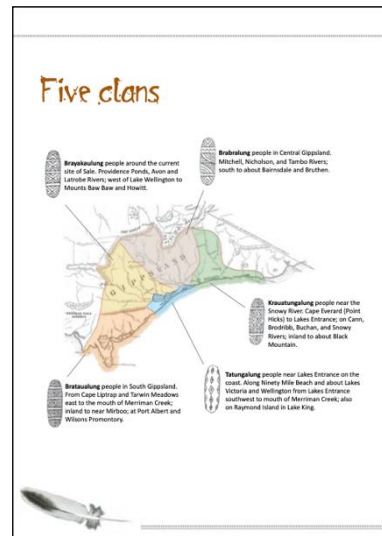 Five clans
Brayakaulung people around the current
site of Sale. Providence Ponds, Avon and
Latrobe Rivers; west of Lake Wellington to
Mounts Baw Baw and Howitt.
Brabralung people in Central Gippsland.
Mitchell, Nicholson, and Tambo Rivers;
south to about Bairnsdale and Bruthen.
GIPPSLAND
Krauatungalung people near the
Snowy River. Cape Everard (Point
Hicks) to Lakes Entrance; on Cann,
Brodribb, Buchan, and Snowy
Rivers; inland to about Black
Mountain.
Brataualung people in South Gippsland.
From Cape Liptrap and Tarwin Meadows
east to the mouth of Merriman Creek;
inland to near Mirboo; at Port Albert and
Wilsons Promontory.
Tatungalung people near Lakes Entrance on the
coast. Along Ninety Mile Beach and about Lakes
Victoria and Wellington from Lakes Entrance
southwest to mouth of Merriman Creek; also
on Raymond Island in Lake King.